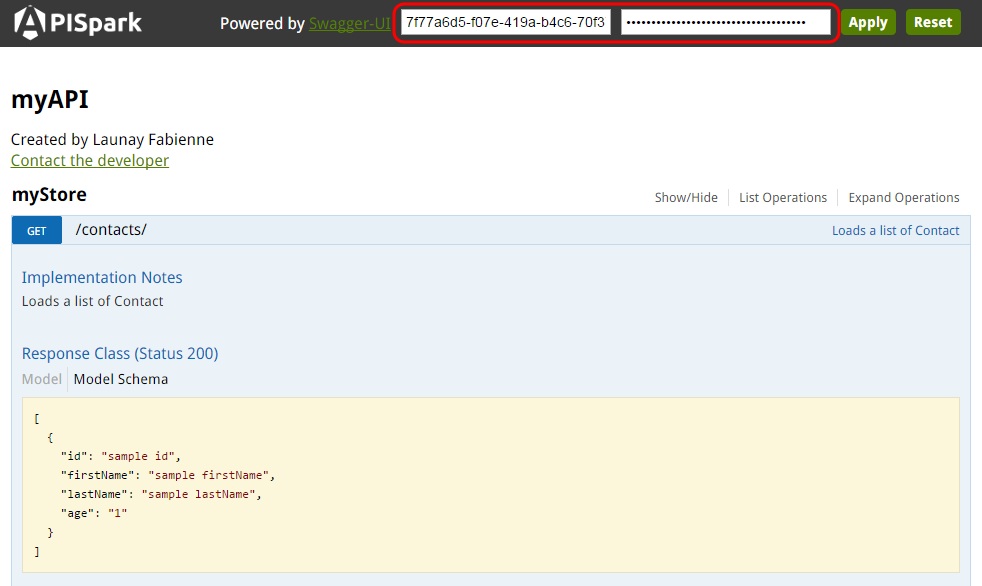 APISpark Powered by Swagger-UI 7f77a6d5-f07e-419a-b4c6-70f3 •••••••••••••••••••••••••••••••••••• Apply Reset
myAPI
Created by Launay Fabienne
Contact the developer
myStore Show/Hide List Operations Expand Operations
GET /contacts/ Loads a list of Contact
Implementation Notes
Loads a list of Contact
Response Class (Status 200)
Model Model Schema
[
{
"id": "sample id",
"firstName": "sample firstName",
"lastName": "sample lastName",
"age": "1"
}
]